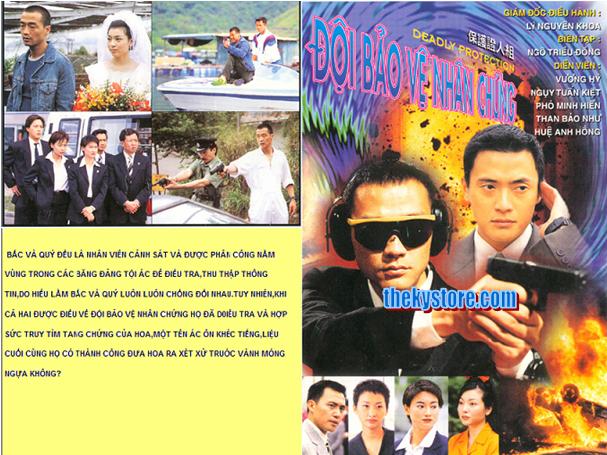 BẮC VÀ QUÝ ĐỀU LÀ NHÂN VIÊN CẢNH SÁT VÀ ĐƯỢC PHÂN CÔNG NẰM
VÙNG TRONG CÁC BĂNG ĐẢNG TỘI ÁC ĐỂ ĐIỀU TRA,THU THẬP THÔNG
TIN,DO HIỂU LẦM BẮC VÀ QUÝ LUÔN LUÔN CHỐNG ĐỐI NHAU.TUY NHIÊN,KHI
CẢ HAI ĐƯỢC ĐIỀU VỀ ĐỘI BẢO VỆ NHÂN CHỨNG HỌ ĐÃ ĐIỀU TRA VÀ HỢP
SỨC TRUY TÌM TANG CHỨNG CỦA HOA,MỘT TÊN ÁC ÔN KHÉC TIẾNG,LIỆU
CUỐI CÙNG HỌ CÓ THÀNH CÔNG ĐƯA HOA RA XÉT XỬ TRƯỚC VÀNH MÓNG
NGỰA KHÔNG?
GIÁM ĐỐC ĐIỀU HÀNH :
LÝ NGUYÊN KHOA
BIÊN TẬP :
NGÔ TRIỀU ĐÔNG
DIỄN VIÊN :
VƯƠNG HỶ
NGUY TUẤN KIỆT
PHÓ MINH HIẾN
THAN BẢO NHƯ
HUỆ ANH HỒNG
保護證人組
DEADLY PROTECTION
ĐỘI BẢO VỆ NHÂN CHỨNG
thekystore.com